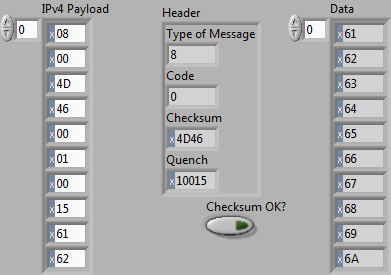 IPv4 Payload
0
x 08
x 00
x 4D
x 46
x 00
x 01
x 00
x 15
x 61
x 62
Header
Type of Message
8
Code
0
Checksum
x 4D46
Quench
x 10015
Checksum OK?
Data
0
x 61
x 62
x 63
x 64
x 65
x 66
x 67
x 68
x 69
x 6A